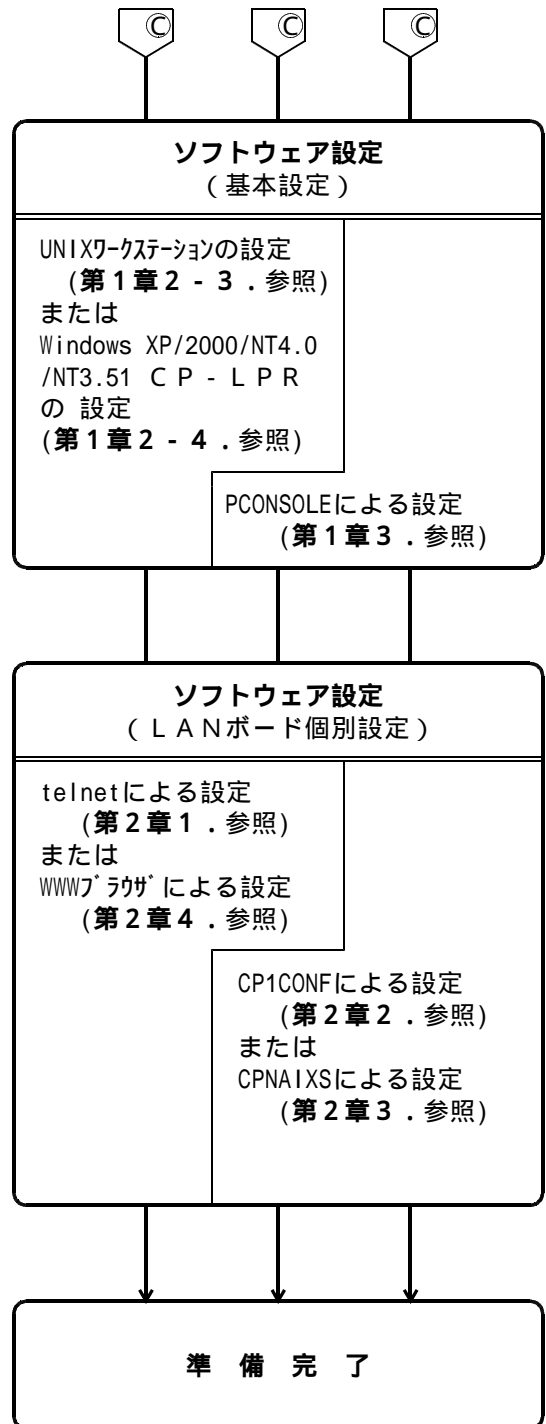 Ⓒ Ⓒ Ⓒ
ソフトウェア設定
（基本設定）
UNIXﾜｰｸｽﾃｰｼｮﾝの設定
(第１章２－３．参照)
または
Windows XP/2000/NT4.0
/NT3.51 ＣＰ－ＬＰＲ
の 設定
(第１章２－４．参照)
PCONSOLEによる設定
(第１章３．参照)
ソフトウェア設定
（ＬＡＮボード個別設定）
telnetによる設定
(第２章１．参照)
または
WWWﾌﾞﾗｳｻﾞによる設定
(第２章４．参照)
CP1CONFによる設定
(第２章２．参照)
または
CPNAIXSによる設定
(第２章３．参照)
準 備 完 了